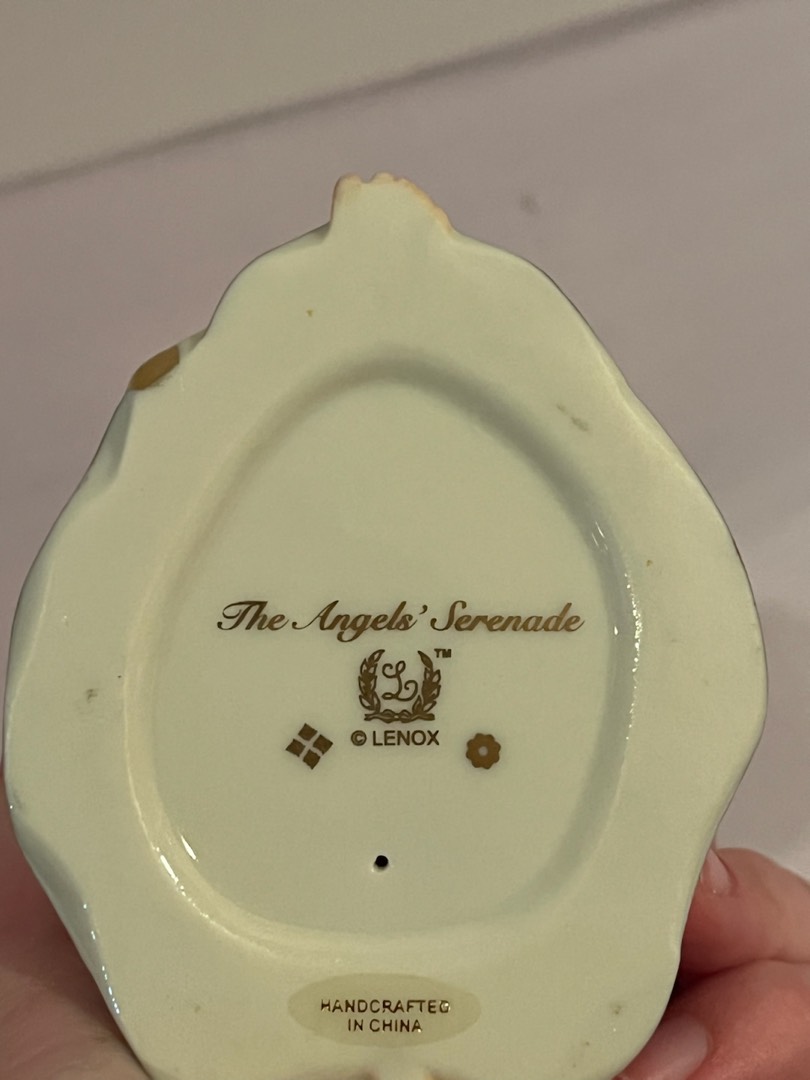 The Angels' Serenade
L ™
© LENOX
HANDCRAFTED
IN CHINA